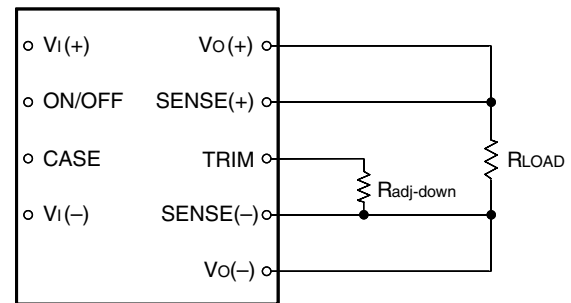 VI(+) VO(+)
ON/OFF SENSE(+)
CASE TRIM RLOAD
Radj-down
VI(–) SENSE(–)
VO(–)